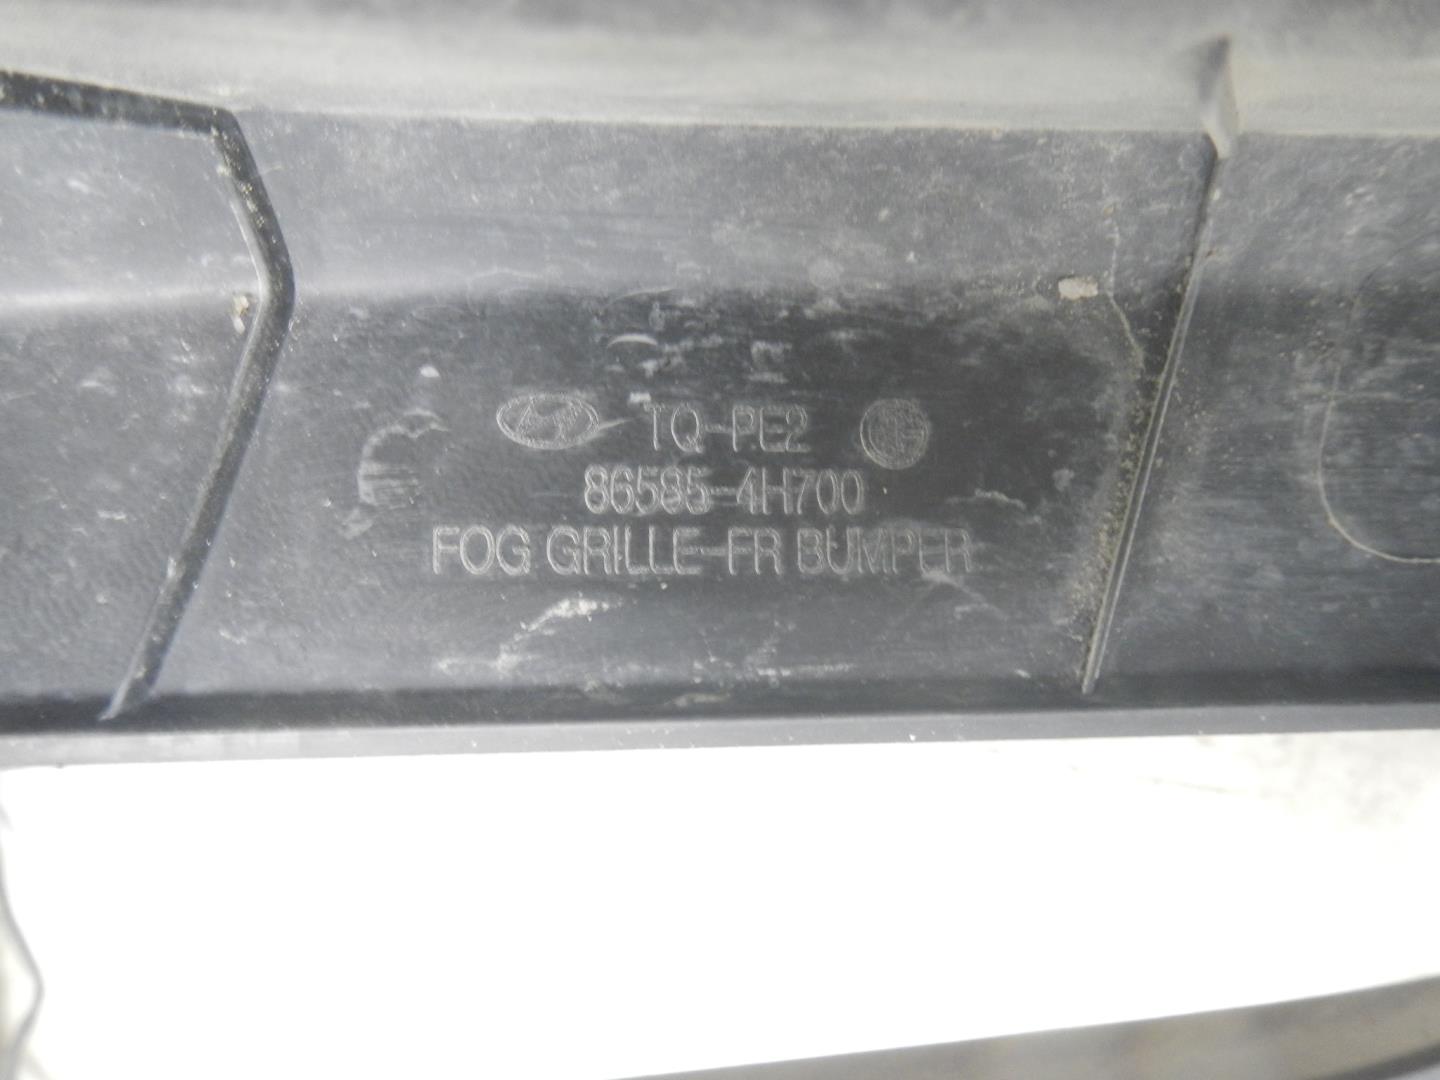 TQ-PE2
86585-4H700
FOG GRILLE-FR BUMPER